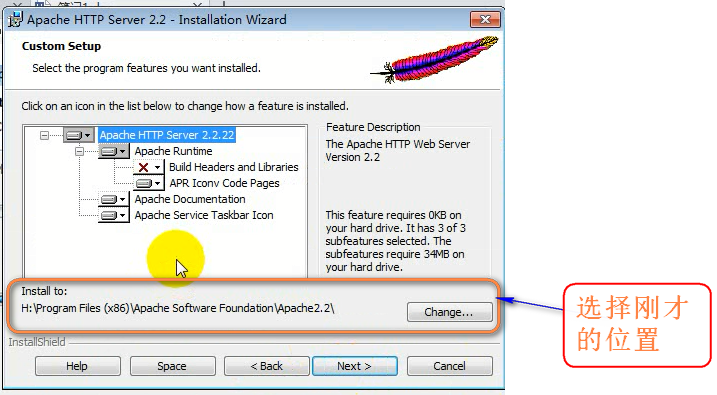 Apache HTTP Server 2.2 - Installation Wizard
Custom Setup
Select the program features you want installed.
Click on an icon in the list below to change how a feature is installed.
Apache HTTP Server 2.2.22
Apache Runtime
Build Headers and Libraries
APR Iconv Code Pages
Apache Documentation
Apache Service Taskbar Icon
Feature Description
The Apache HTTP Web Server
Version 2.2
This feature requires 0KB on
your hard drive. It has 3 of 3
subfeatures selected. The
subfeatures require 34MB on
your hard drive.
Install to:
H:\Program Files (x86)\Apache Software Foundation\Apache2.2\
Change...
选择刚才
的位置
InstallShield
Help
Space
< Back
Next >
Cancel